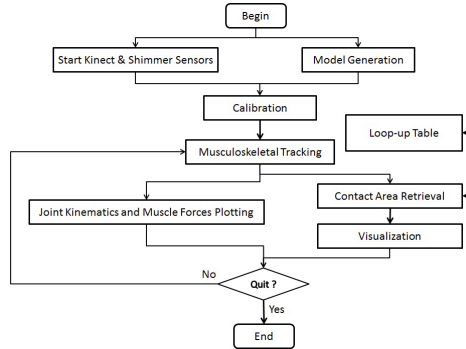 Begin
Start Kinect & Shimmer Sensors
Model Generation
Calibration
Loop-up Table
Musculoskeletal Tracking
Joint Kinematics and Muscle Forces Plotting
Contact Area Retrieval
Visualization
No
Quit ?
Yes
End